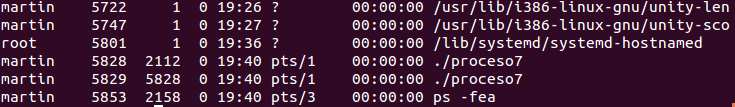 martin 5722 1 0 19:26 ? 00:00:00 /usr/lib/i386-linux-gnu/unity-len
martin 5747 1 0 19:27 ? 00:00:00 /usr/lib/i386-linux-gnu/unity-sco
root 5801 1 0 19:36 ? 00:00:00 /lib/systemd/systemd-hostnamed
martin 5828 2112 0 19:40 pts/1 00:00:00 ./proceso7
martin 5829 5828 0 19:40 pts/1 00:00:00 ./proceso7
martin 5853 2158 0 19:40 pts/3 00:00:00 ps -fea